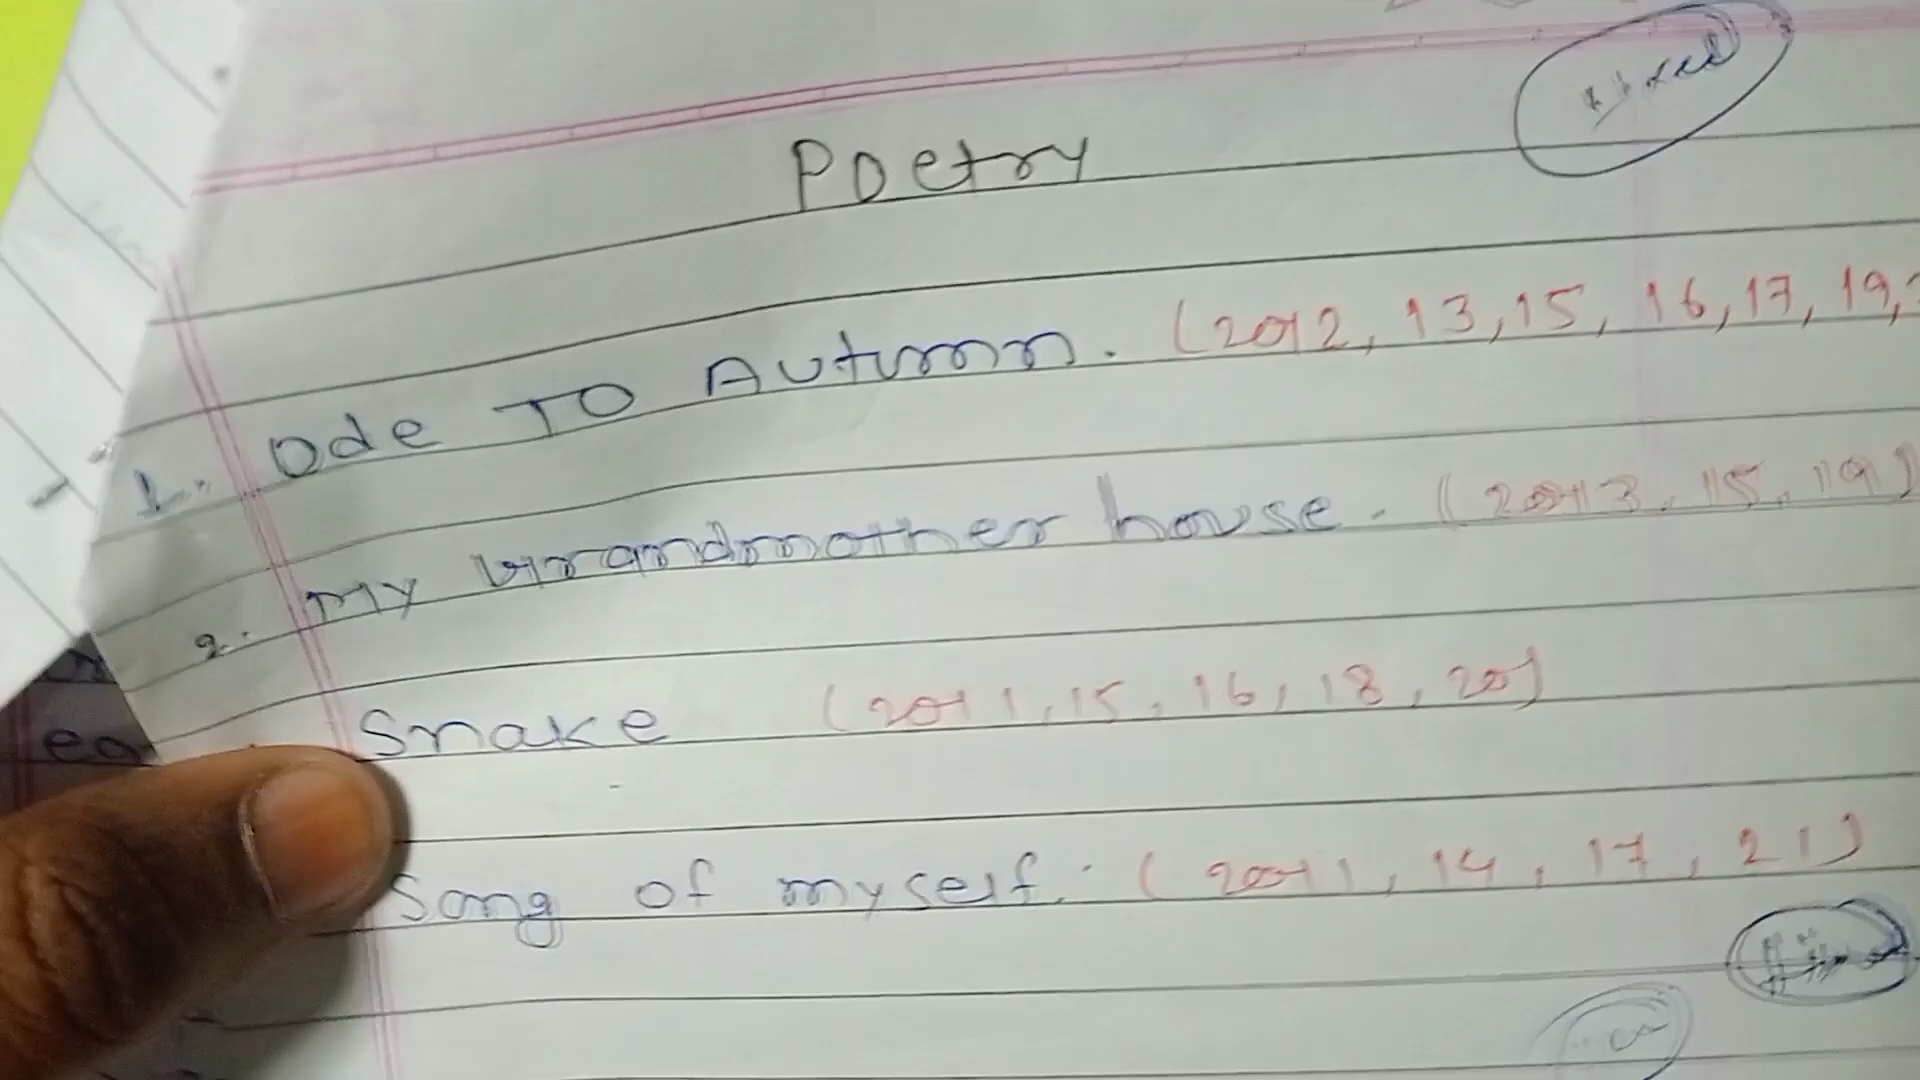 Poetry
1. Ode TO Autumn. (2012, 13, 15, 16, 17, 19,
2. My Grandmother house. (2013, 15, 19)
Snake (2011, 15, 16, 18, 20)
Song of myself. (2011, 14, 17, 21)